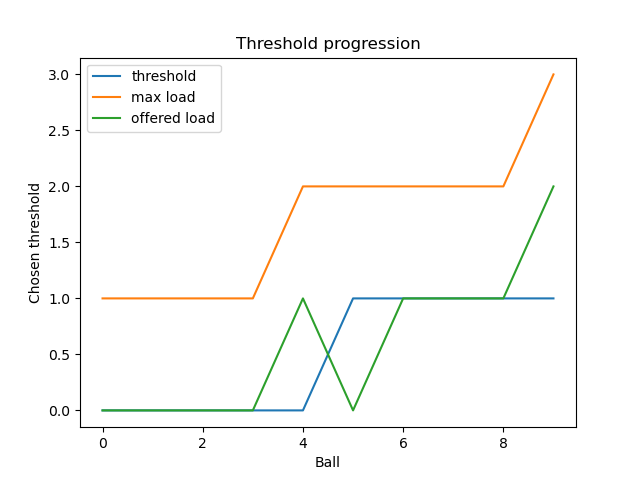 Threshold progression
threshold
max load
offered load
3.0
2.5
2.0
1.5
1.0
0.5
0.0
Chosen threshold
0 2 4 6 8
Ball